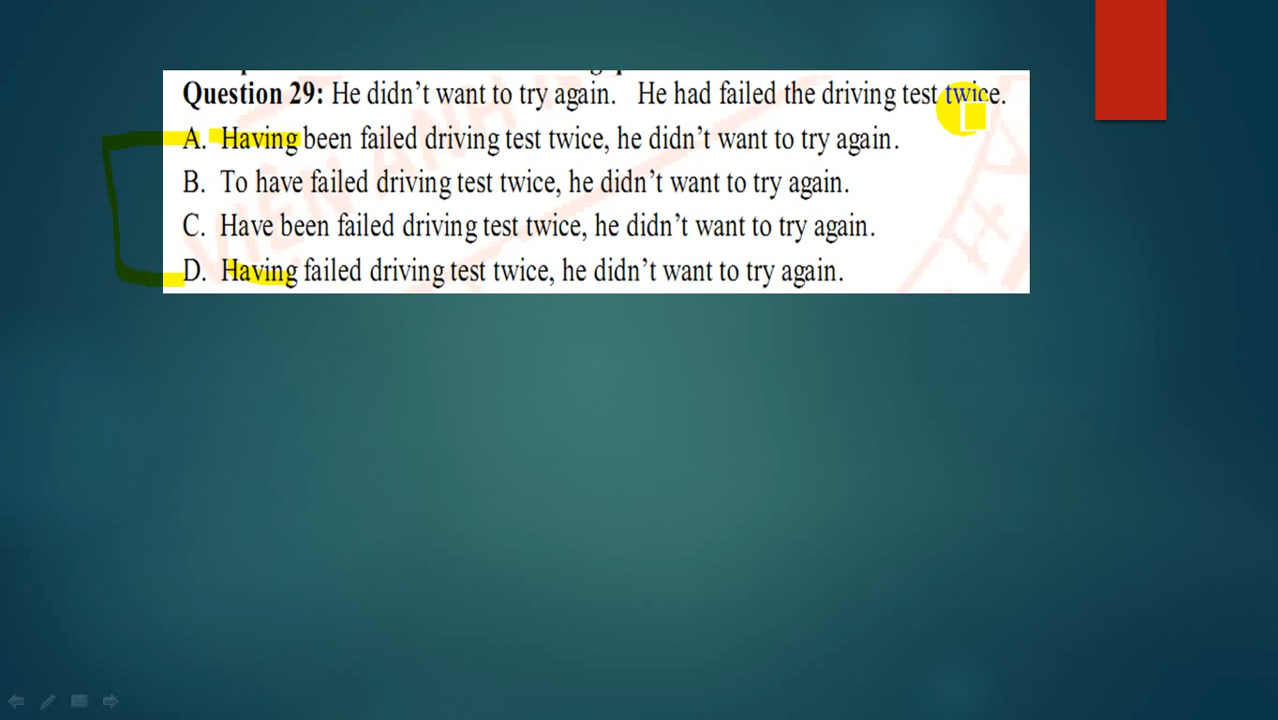 Question 29: He didn’t want to try again. He had failed the driving test twice.
A. Having been failed driving test twice, he didn’t want to try again.
B. To have failed driving test twice, he didn’t want to try again.
C. Have been failed driving test twice, he didn’t want to try again.
D. Having failed driving test twice, he didn’t want to try again.